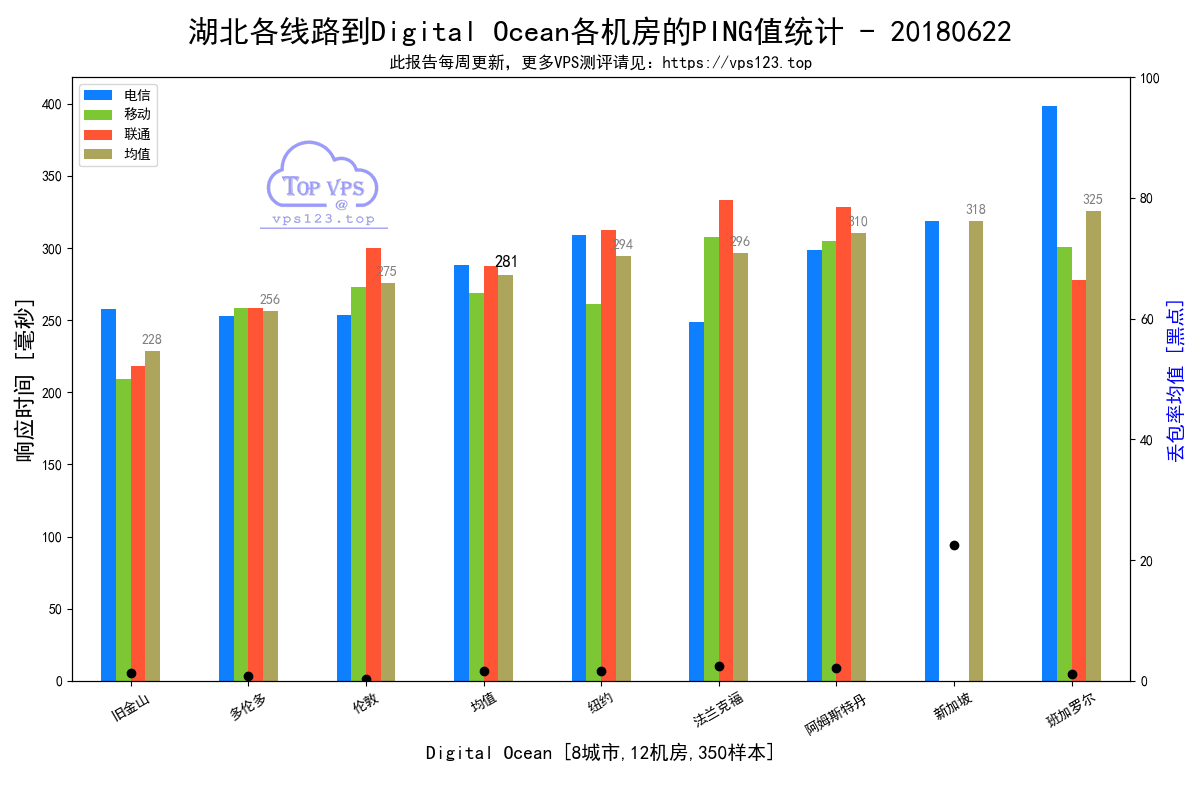 湖北各线路到Digital Ocean各机房的PING值统计 - 20180622
此报告每周更新，更多VPS测评请见：https://vps123.top
电信
移动
联通
均值
TOP VPS
@
vps123.top
响应时间 [毫秒]
400
350
300
250
200
150
100
50
0
228
256
275
281
294
296
310
318
325
100
80
60
40
20
0
丢包率均值 [黑点]
旧金山
多伦多
伦敦
均值
纽约
法兰克福
阿姆斯特丹
新加坡
班加罗尔
Digital Ocean [8城市,12机房,350样本]